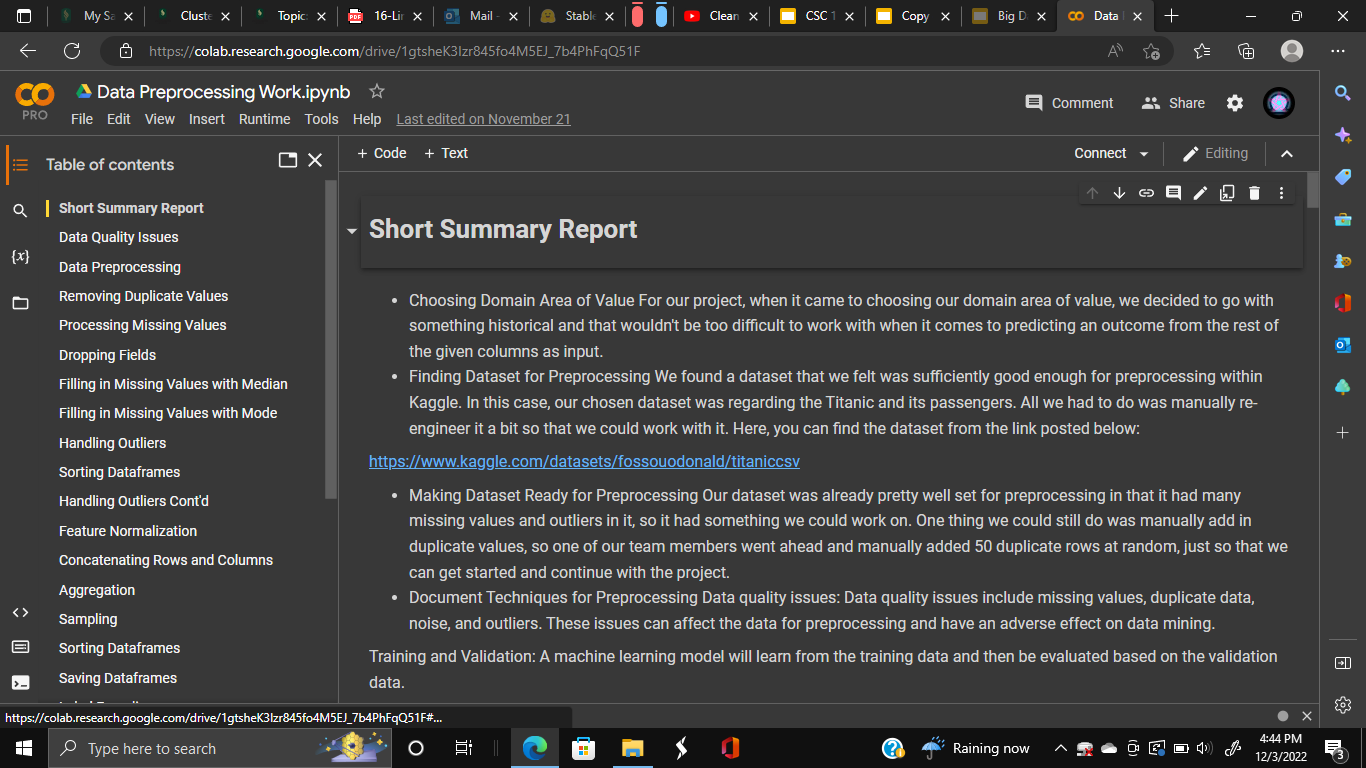 My Sa
Cluste
Topic:
16-Lir
Mail -
Stable
Clean
CSC 1
Copy
Big D
Data
https://colab.research.google.com/drive/1gtsheK3Izr845fo4M5EJ_7b4PhFqQ51F
PRO
Data Preprocessing Work.ipynb
File Edit View Insert Runtime Tools Help Last edited on November 21
Comment
Share
Table of contents
Short Summary Report
Data Quality Issues
Data Preprocessing
Removing Duplicate Values
Processing Missing Values
Dropping Fields
Filling in Missing Values with Median
Filling in Missing Values with Mode
Handling Outliers
Sorting Dataframes
Handling Outliers Cont'd
Feature Normalization
Concatenating Rows and Columns
Aggregation
Sampling
Sorting Dataframes
Saving Dataframes
+ Code + Text
Connect
Editing
Short Summary Report
• Choosing Domain Area of Value For our project, when it came to choosing our domain area of value, we decided to go with
something historical and that wouldn't be too difficult to work with when it comes to predicting an outcome from the rest of
the given columns as input.
• Finding Dataset for Preprocessing We found a dataset that we felt was sufficiently good enough for preprocessing within
Kaggle. In this case, our chosen dataset was regarding the Titanic and its passengers. All we had to do was manually re-
engineer it a bit so that we could work with it. Here, you can find the dataset from the link posted below:
https://www.kaggle.com/datasets/fossouodonald/titaniccsv
• Making Dataset Ready for Preprocessing Our dataset was already pretty well set for preprocessing in that it had many
missing values and outliers in it, so it had something we could work on. One thing we could still do was manually add in
duplicate values, so one of our team members went ahead and manually added 50 duplicate rows at random, just so that we
can get started and continue with the project.
• Document Techniques for Preprocessing Data quality issues: Data quality issues include missing values, duplicate data,
noise, and outliers. These issues can affect the data for preprocessing and have an adverse effect on data mining.
Training and Validation: A machine learning model will learn from the training data and then be evaluated based on the validation
data.
https://colab.research.google.com/drive/1gtsheK3Izr845fo4M5EJ_7b4PhFqQ51F#...
Type here to search
Raining now
4:44 PM
12/3/2022
3